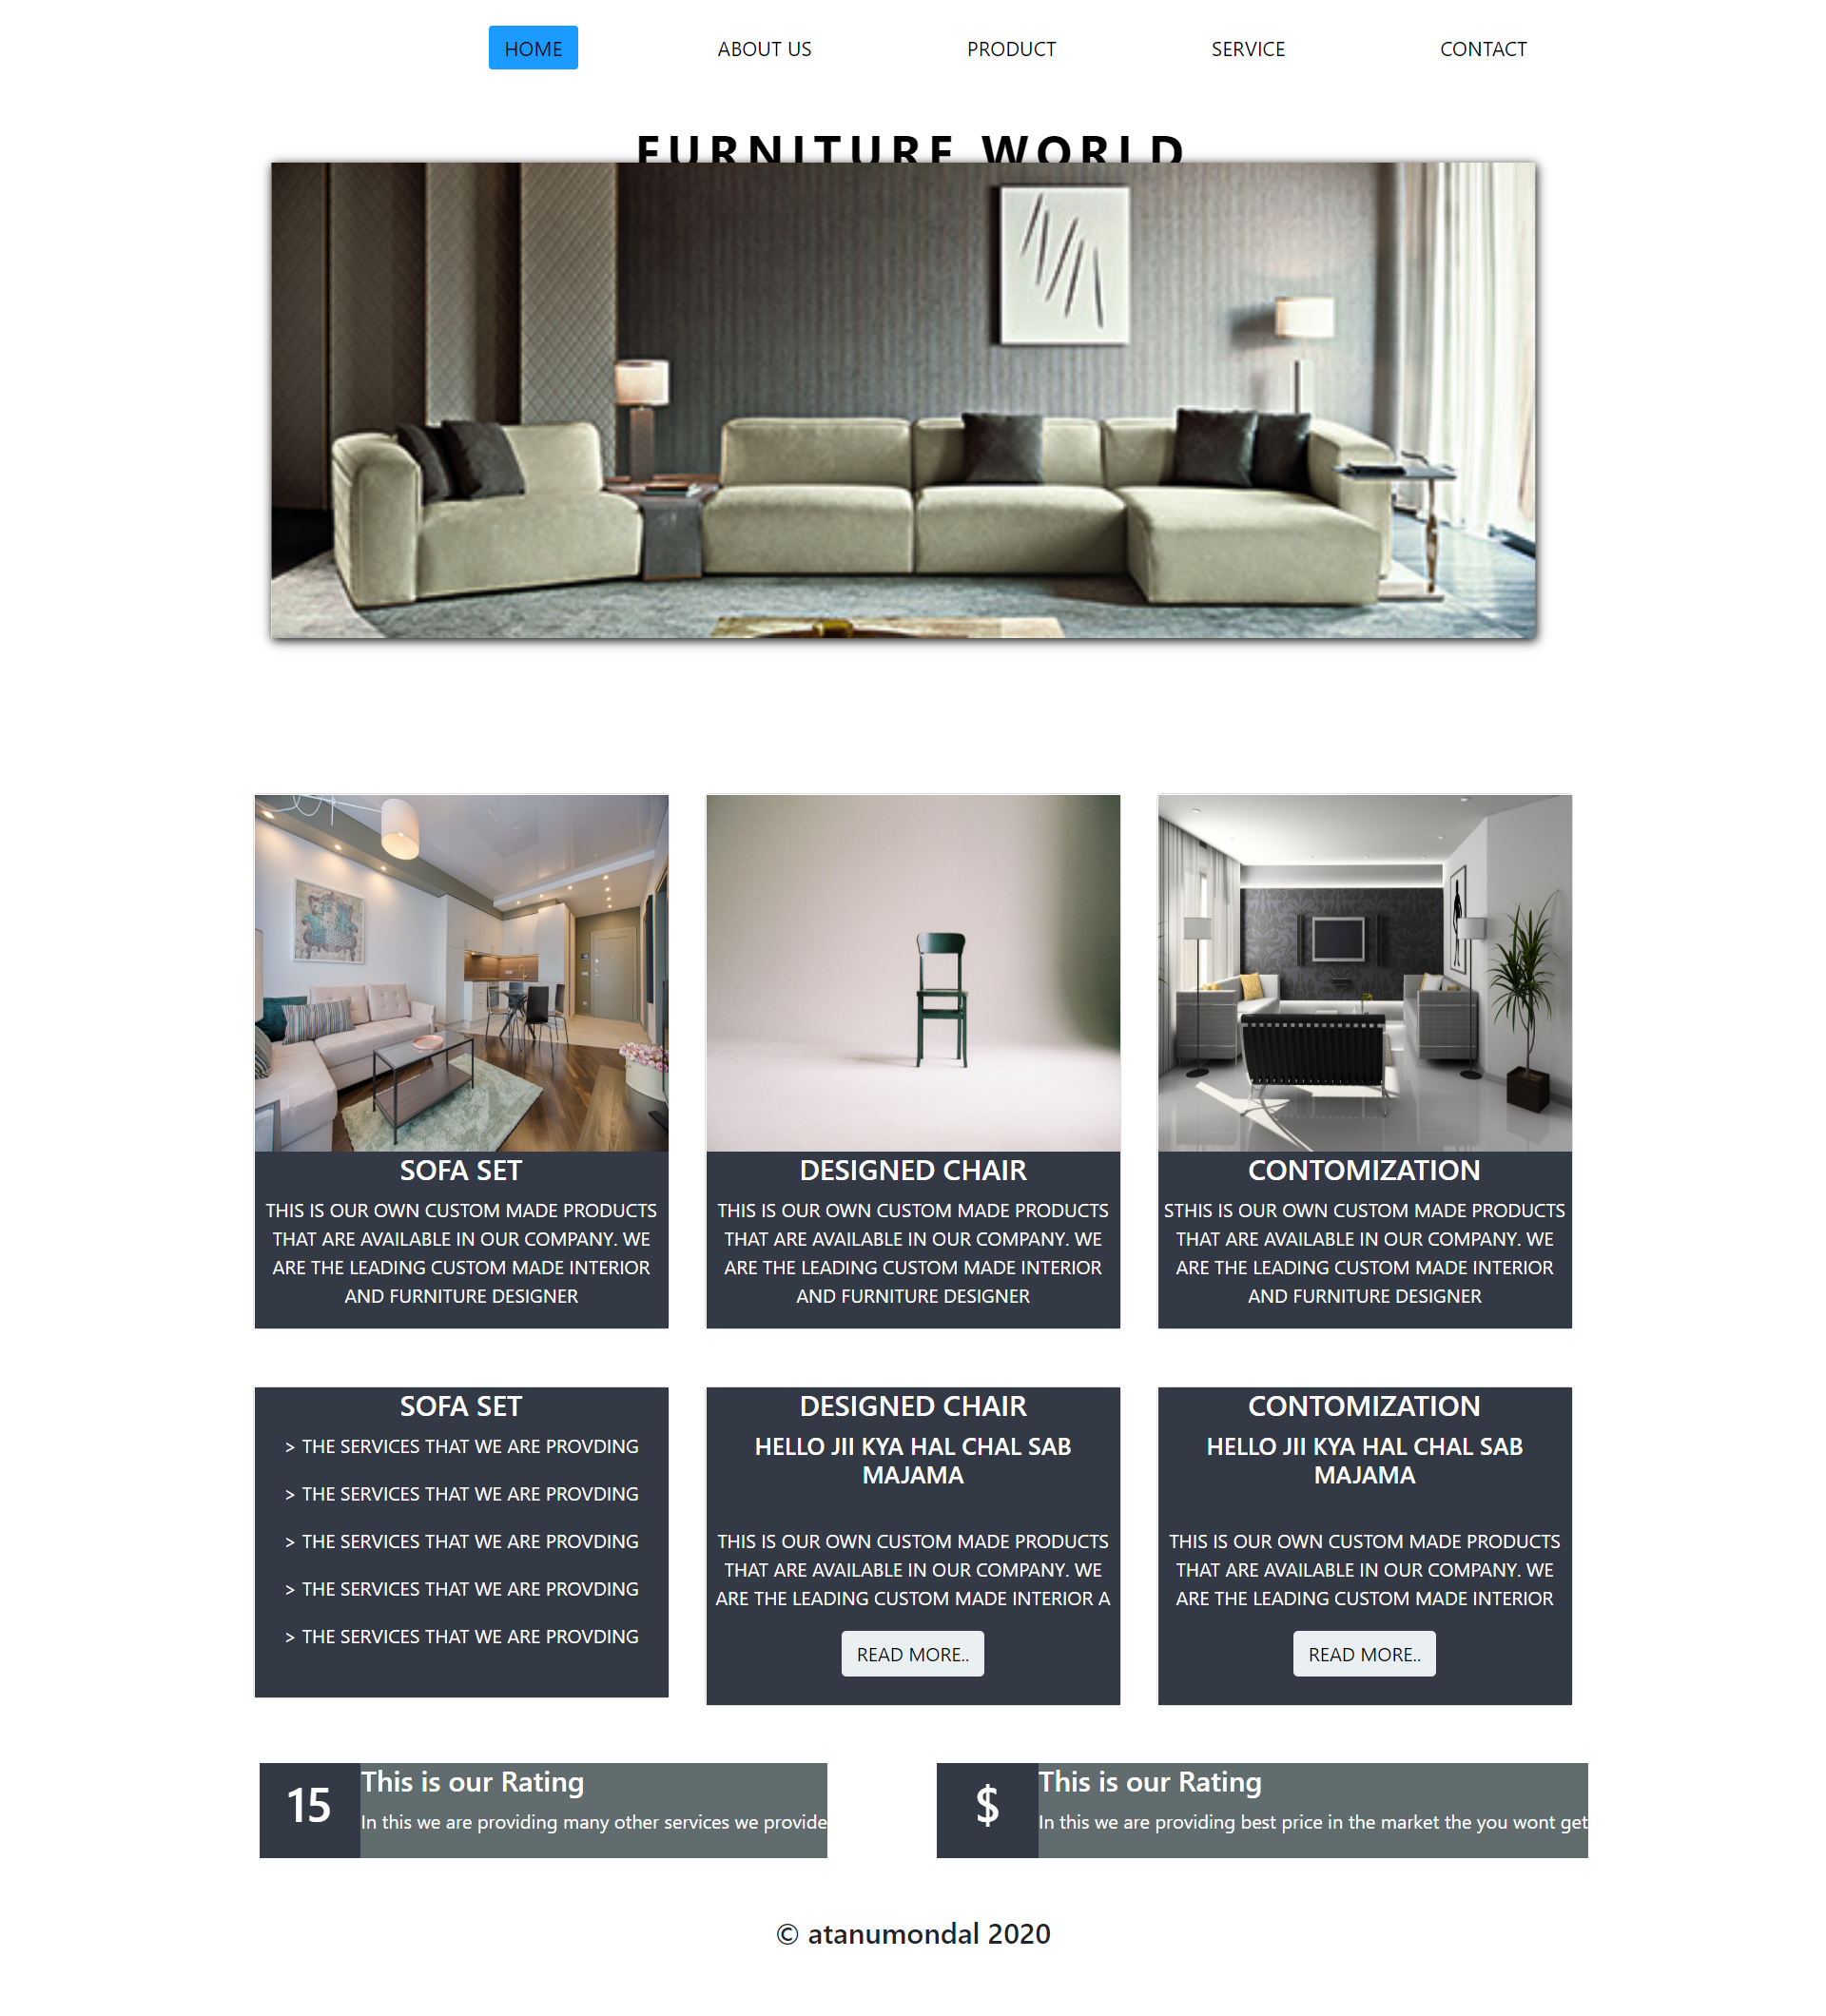 HOME ABOUT US PRODUCT SERVICE CONTACT
FURNITURE WORLD
SOFA SET
THIS IS OUR OWN CUSTOM MADE PRODUCTS
THAT ARE AVAILABLE IN OUR COMPANY. WE
ARE THE LEADING CUSTOM MADE INTERIOR
AND FURNITURE DESIGNER
DESIGNED CHAIR
THIS IS OUR OWN CUSTOM MADE PRODUCTS
THAT ARE AVAILABLE IN OUR COMPANY. WE
ARE THE LEADING CUSTOM MADE INTERIOR
AND FURNITURE DESIGNER
CONTOMIZATION
STHIS IS OUR OWN CUSTOM MADE PRODUCTS
THAT ARE AVAILABLE IN OUR COMPANY. WE
ARE THE LEADING CUSTOM MADE INTERIOR
AND FURNITURE DESIGNER
SOFA SET
> THE SERVICES THAT WE ARE PROVDING
> THE SERVICES THAT WE ARE PROVDING
> THE SERVICES THAT WE ARE PROVDING
> THE SERVICES THAT WE ARE PROVDING
> THE SERVICES THAT WE ARE PROVDING
DESIGNED CHAIR
HELLO JII KYA HAL CHAL SAB
MAJAMA
THIS IS OUR OWN CUSTOM MADE PRODUCTS
THAT ARE AVAILABLE IN OUR COMPANY. WE
ARE THE LEADING CUSTOM MADE INTERIOR A
READ MORE..
CONTOMIZATION
HELLO JII KYA HAL CHAL SAB
MAJAMA
THIS IS OUR OWN CUSTOM MADE PRODUCTS
THAT ARE AVAILABLE IN OUR COMPANY. WE
ARE THE LEADING CUSTOM MADE INTERIOR
READ MORE..
15
This is our Rating
In this we are providing many other services we provide
$
This is our Rating
In this we are providing best price in the market the you wont get
© atanumondal 2020